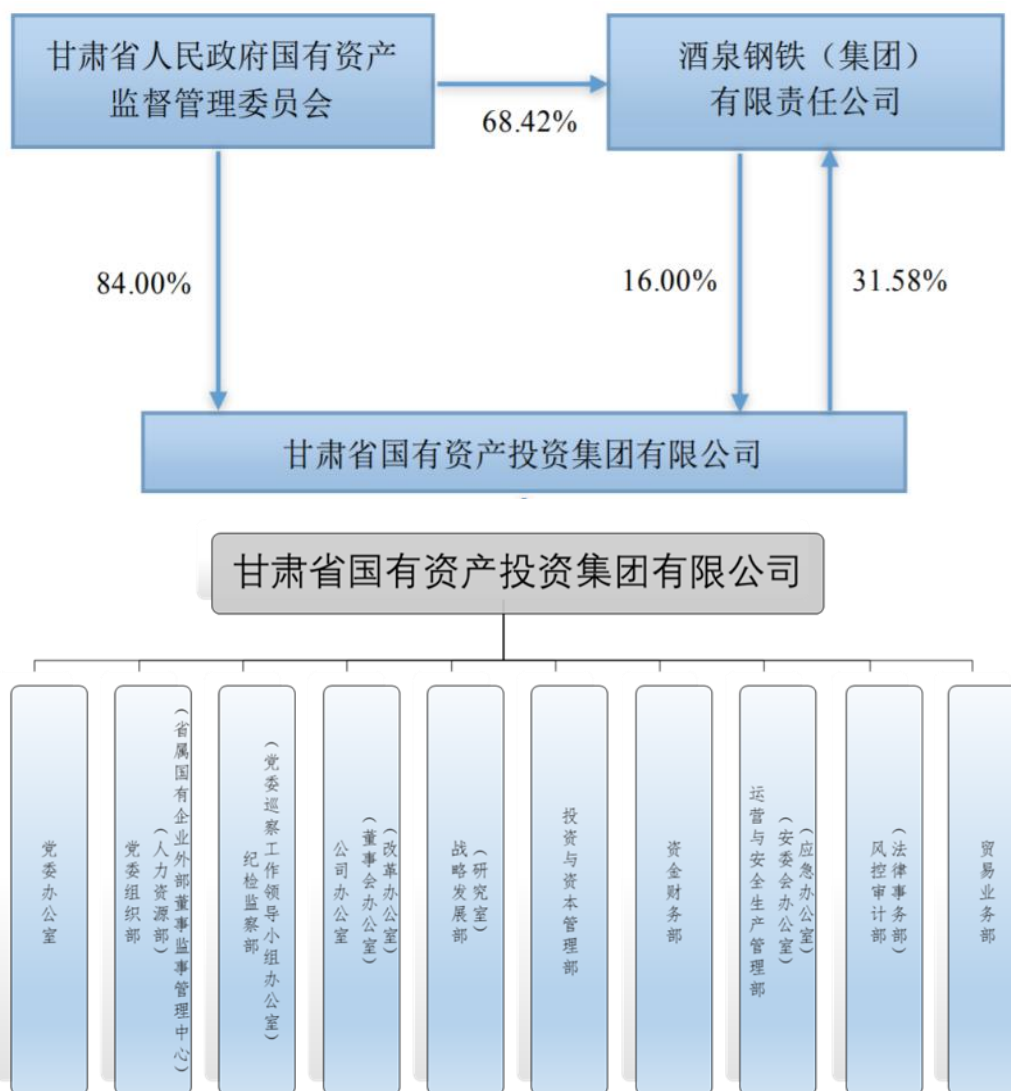 甘肃省人民政府国有资产
监督管理委员会
酒泉钢铁（集团）
有限责任公司
68.42%
84.00%
16.00%
31.58%
甘肃省国有资产投资集团有限公司
甘肃省国有资产投资集团有限公司
党委办公室
党委组织部
（人力资源部）
（省属国有企业外部董事监事管理中心）
纪检监察部
（党委巡察工作领导小组办公室）
公司办公室
（董事会办公室）
（改革办公室）
战略发展部
（研究室）
投资与资本管理部
资金财务部
运营与安全生产管理部
（安委会办公室）
（应急办公室）
风控审计部
（法律事务部）
贸易业务部